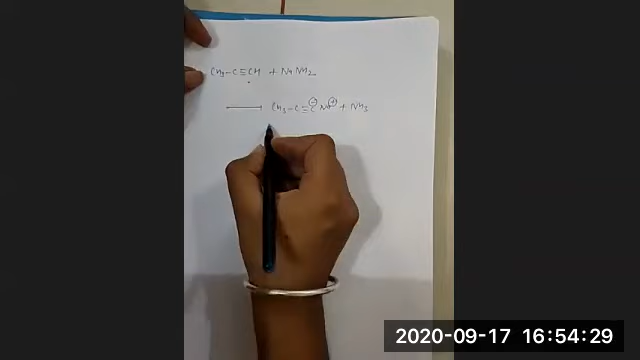 CH3-C≡CH + NaNH2
⟶ CH3-C≡C⊖ Na⊕ + NH3
2020-09-17 16:54:29